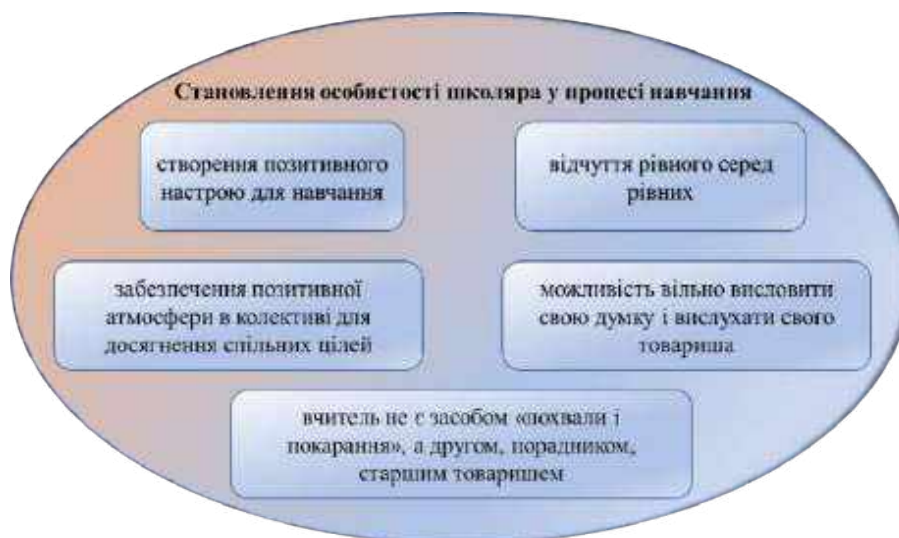 Становлення особистості школяра у процесі навчання
створення позитивного
настрою для навчання
відчуття рівного серед
рівних
забезпечення позитивної
атмосфери в колективі для
досягнення спільних цілей
можливість вільно висловити
свою думку і вислухати свого
товариша
вчитель не є засобом «похвали і
покарання», а другом, порадником,
старшим товаришем